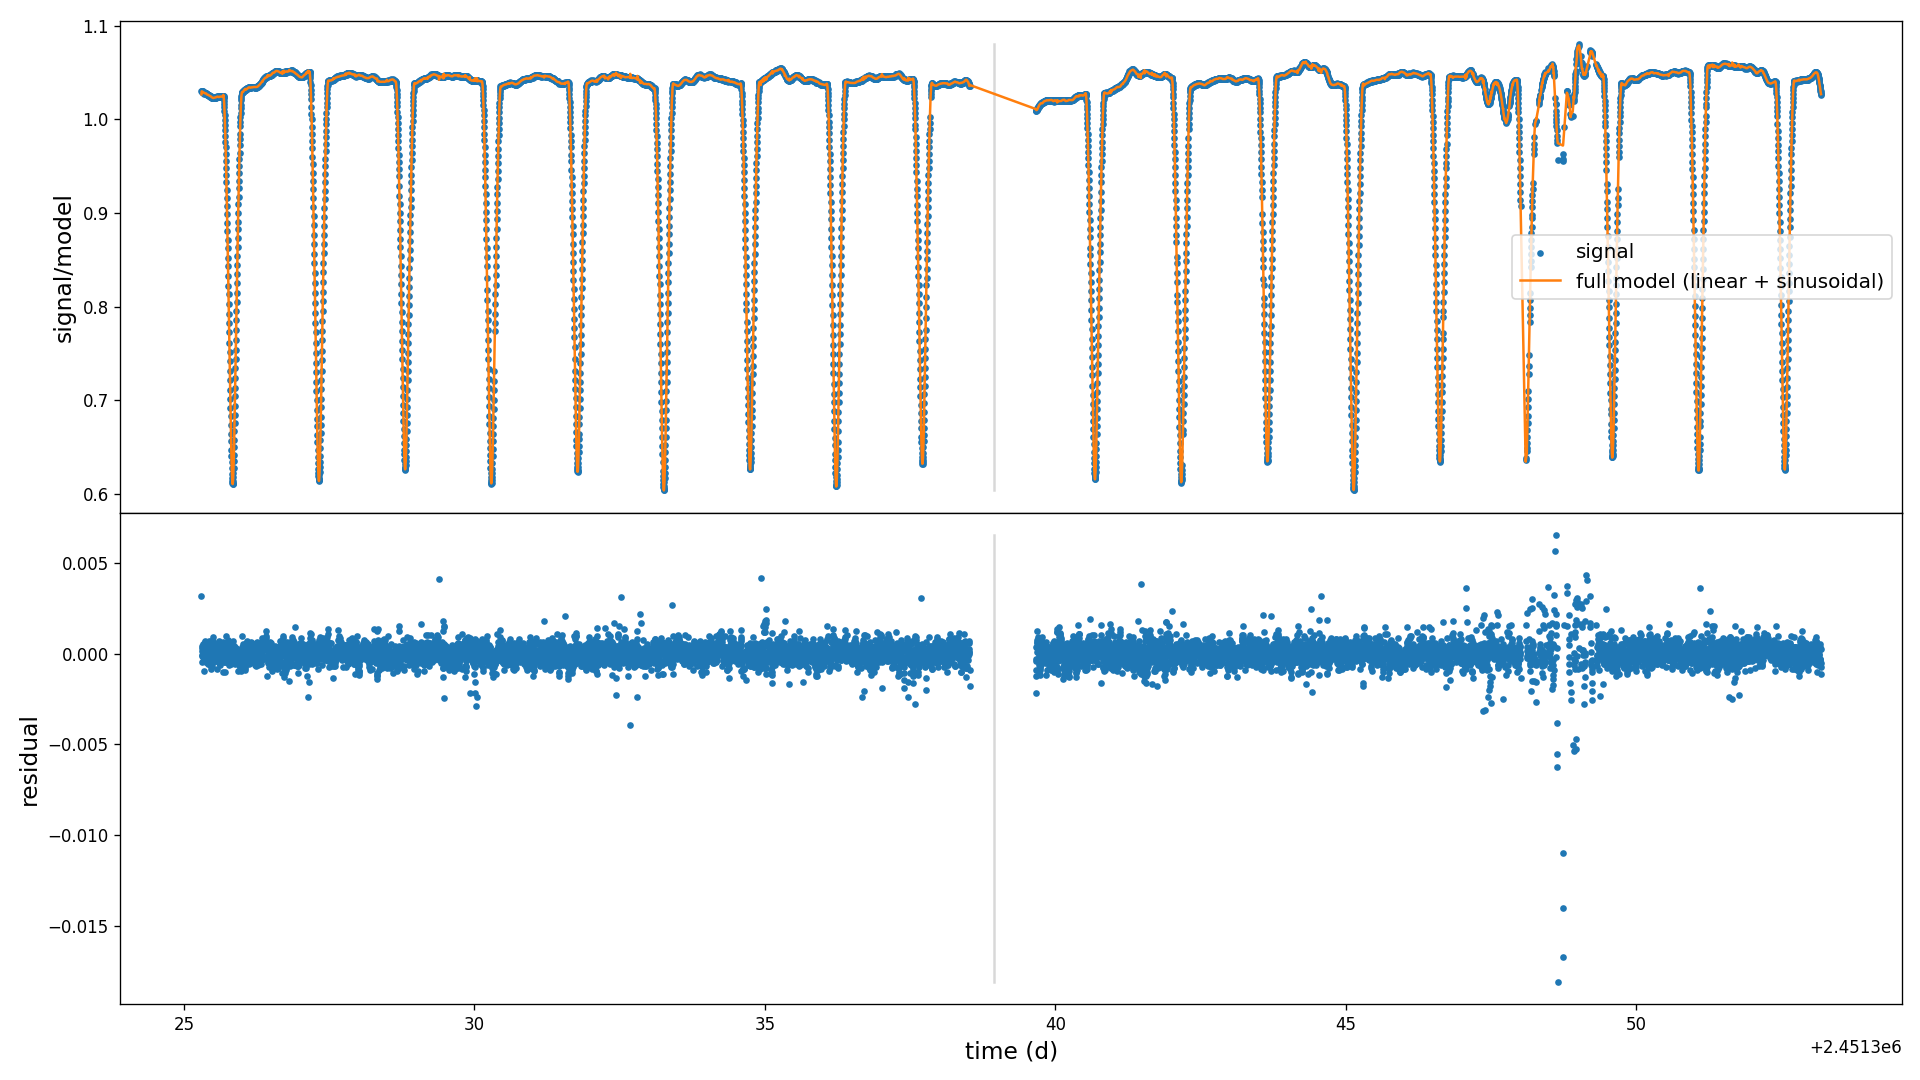 1.1
1.0
0.9
0.8
0.7
0.6
signal/model
signal
full model (linear + sinusoidal)
0.005
0.000
−0.005
−0.010
−0.015
residual
25 30 35 40 45 50
time (d)
+2.4513e6